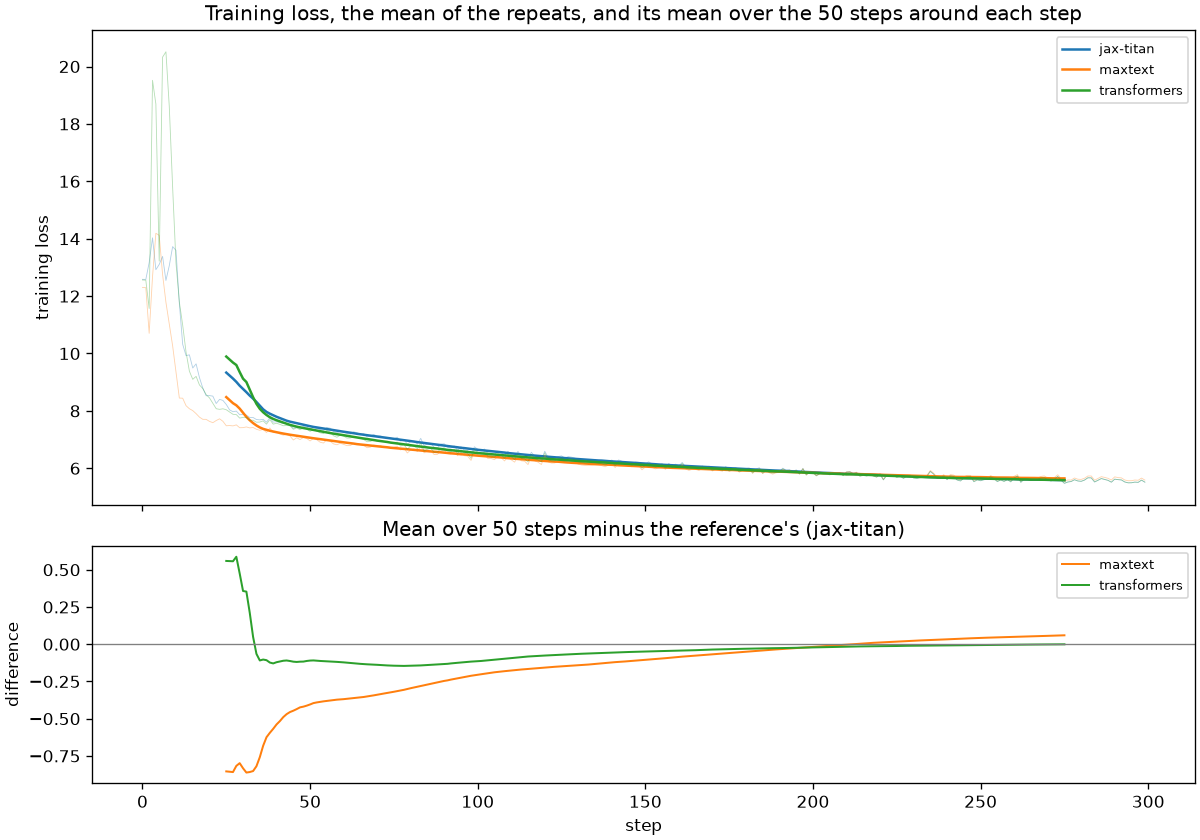 Training loss, the mean of the repeats, and its mean over the 50 steps around each step
training loss
20
18
16
14
12
10
8
6
jax-titan
maxtext
transformers
Mean over 50 steps minus the reference's (jax-titan)
difference
0.50
0.25
0.00
−0.25
−0.50
−0.75
maxtext
transformers
0
50
100
150
200
250
300
step